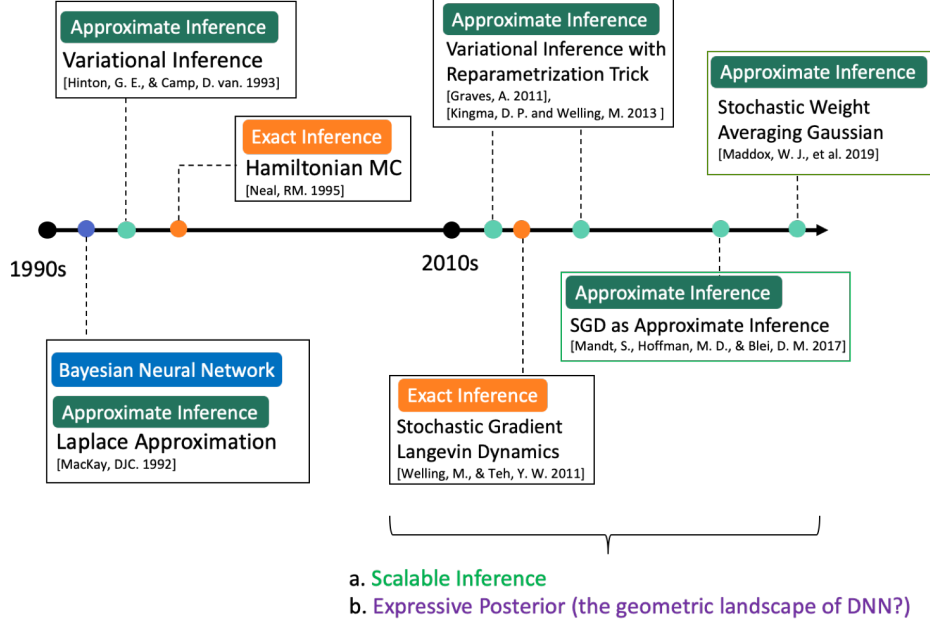 Approximate Inference
Variational Inference
[Hinton, G. E., & Camp, D. van. 1993]
Exact Inference
Hamiltonian MC
[Neal, RM. 1995]
Approximate Inference
Variational Inference with
Reparametrization Trick
[Graves, A. 2011],
[Kingma, D. P. and Welling, M. 2013 ]
Approximate Inference
Stochastic Weight
Averaging Gaussian
[Maddox, W. J., et al. 2019]
1990s
2010s
Bayesian Neural Network
Approximate Inference
Laplace Approximation
[MacKay, DJC. 1992]
Exact Inference
Stochastic Gradient
Langevin Dynamics
[Welling, M., & Teh, Y. W. 2011]
Approximate Inference
SGD as Approximate Inference
[Mandt, S., Hoffman, M. D., & Blei, D. M. 2017]
a. Scalable Inference
b. Expressive Posterior (the geometric landscape of DNN?)